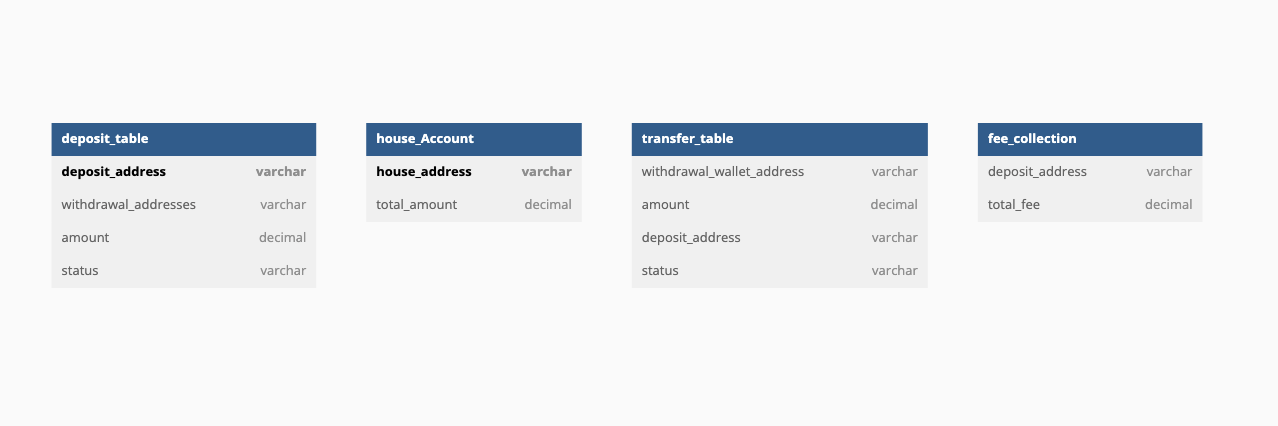 deposit_table
deposit_address varchar
withdrawal_addresses varchar
amount decimal
status varchar
house_Account
house_address varchar
total_amount decimal
transfer_table
withdrawal_wallet_address varchar
amount decimal
deposit_address varchar
status varchar
fee_collection
deposit_address varchar
total_fee decimal